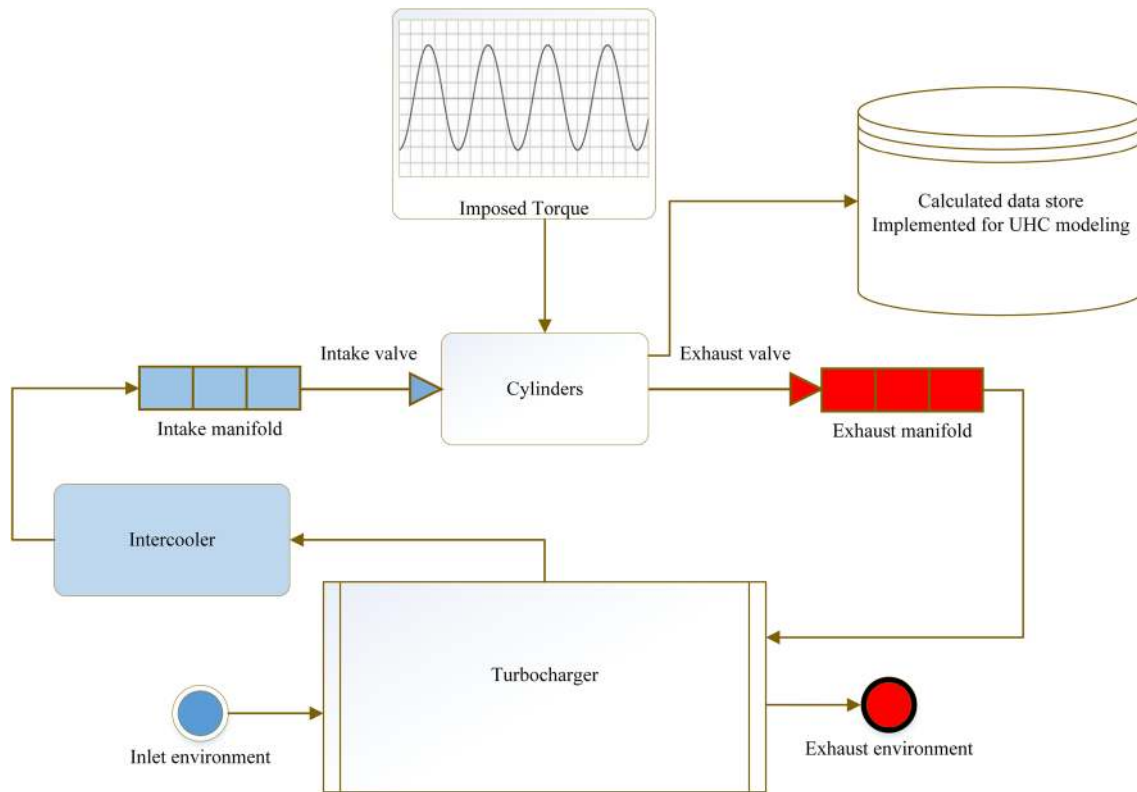 Imposed Torque
Calculated data store
Implemented for UHC modeling
Intake valve
Exhaust valve
Cylinders
Intake manifold
Exhaust manifold
Intercooler
Turbocharger
Inlet environment
Exhaust environment